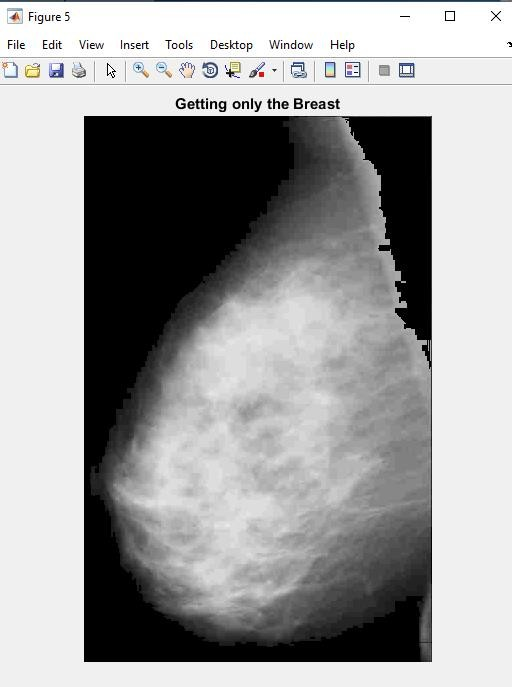 Figure 5
File Edit View Insert Tools Desktop Window Help
Getting only the Breast